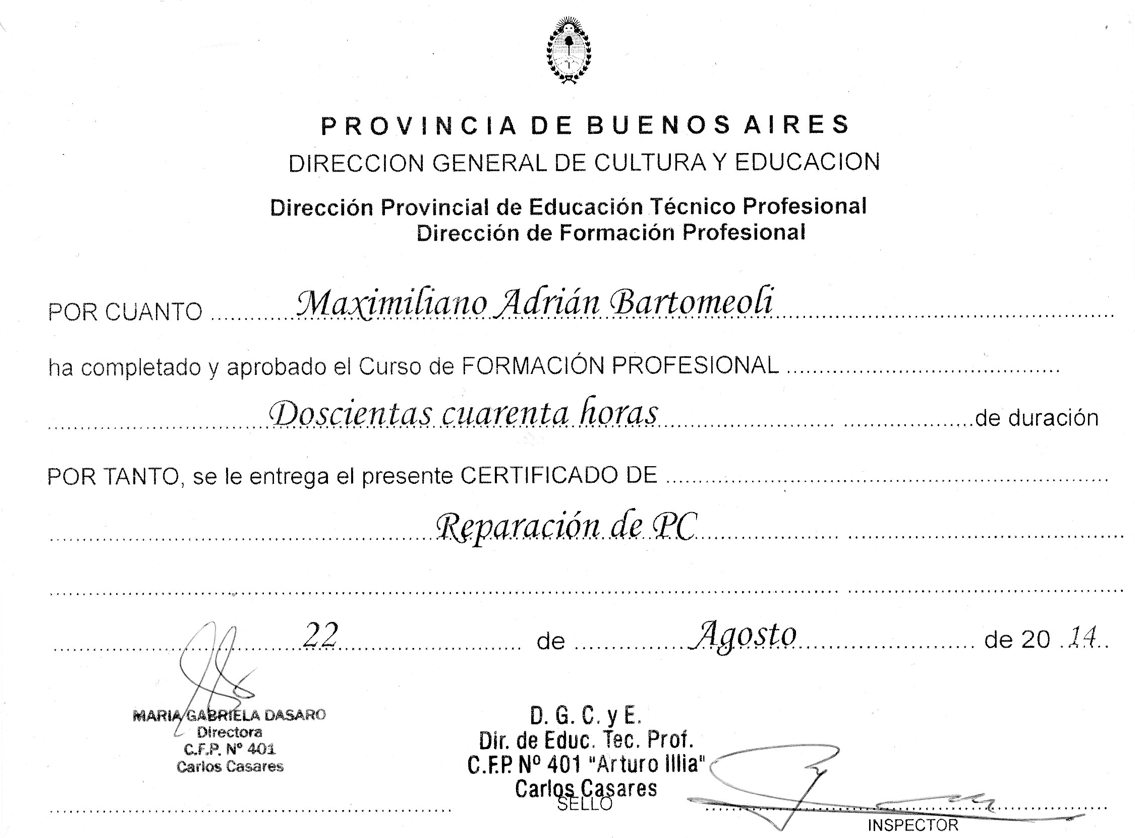 PROVINCIA DE BUENOS AIRES
DIRECCION GENERAL DE CULTURA Y EDUCACION
Dirección Provincial de Educación Técnico Profesional
Dirección de Formación Profesional
POR CUANTO Maximiliano Adrián Bartomeoli
ha completado y aprobado el Curso de FORMACIÓN PROFESIONAL
Doscientas cuarenta horas de duración
POR TANTO, se le entrega el presente CERTIFICADO DE
Reparación de PC
22 de Agosto de 20 14
MARIA GABRIELA DASARO
Directora
C.F.P. Nº 401
Carlos Casares
D. G. C. y E.
Dir. de Educ. Tec. Prof.
C.F.P. Nº 401 "Arturo Illia"
Carlos Casares
SELLO
INSPECTOR